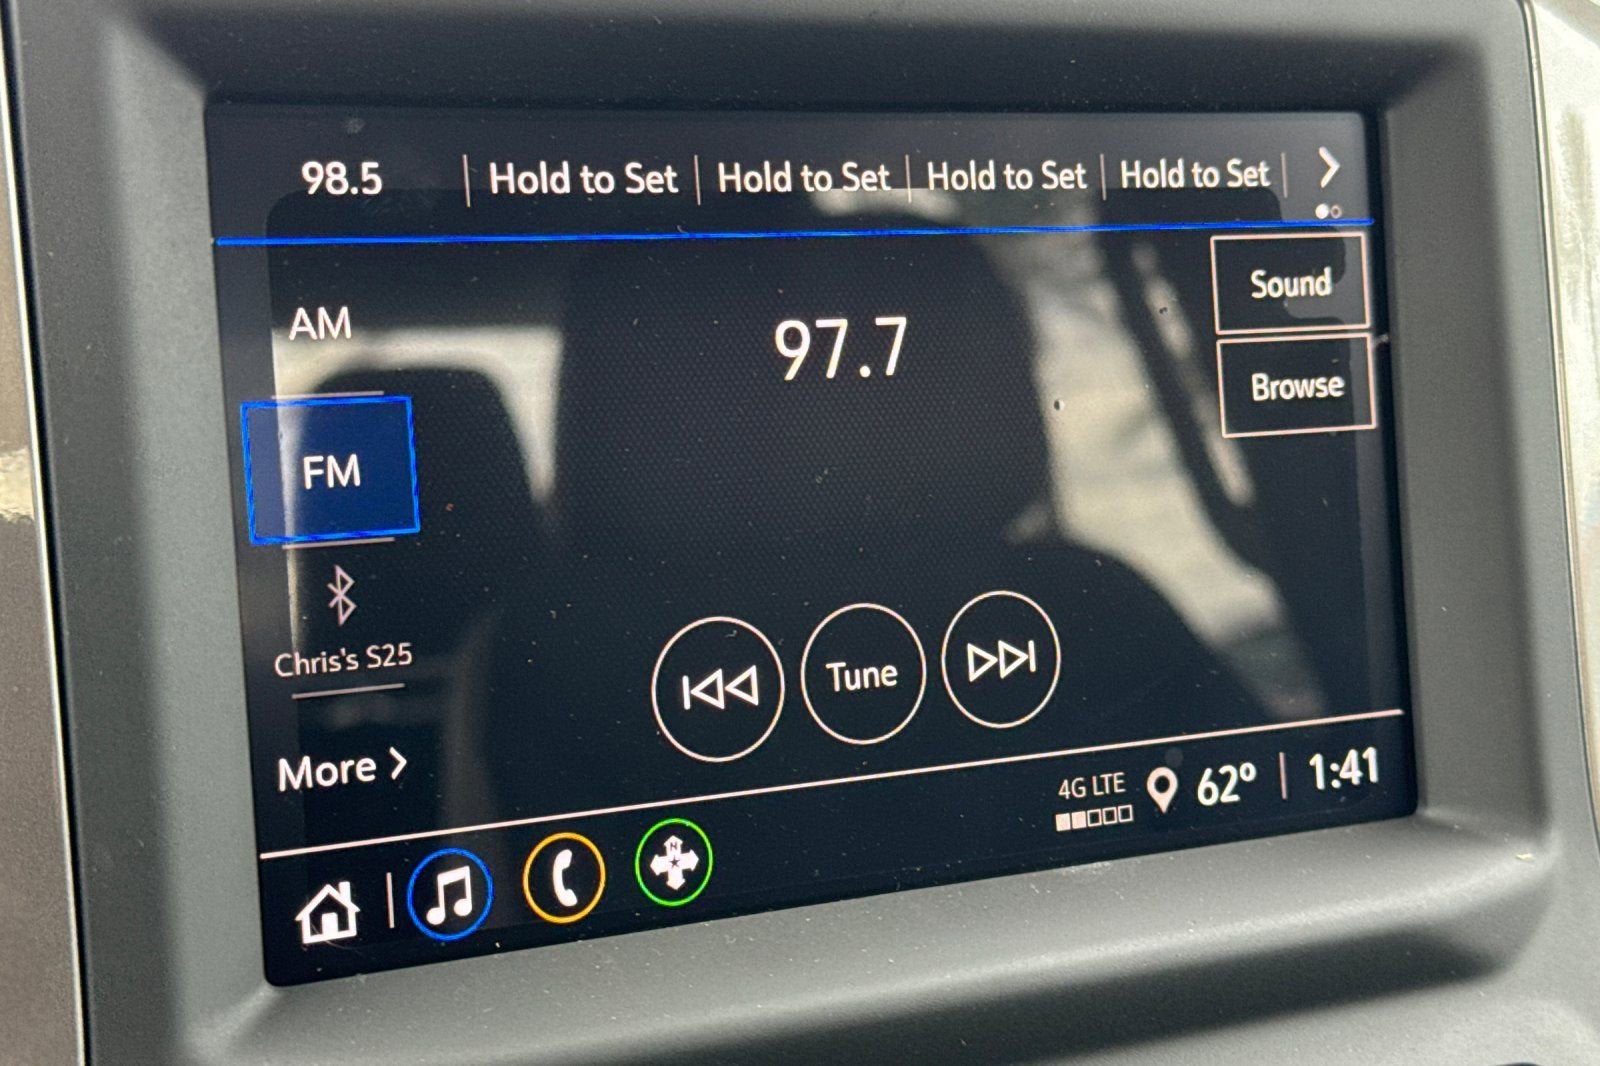 98.5 Hold to Set Hold to Set Hold to Set Hold to Set
Sound
AM
97.7
Browse
FM
Chris's S25
Tune
More
4G LTE 62° 1:41
N